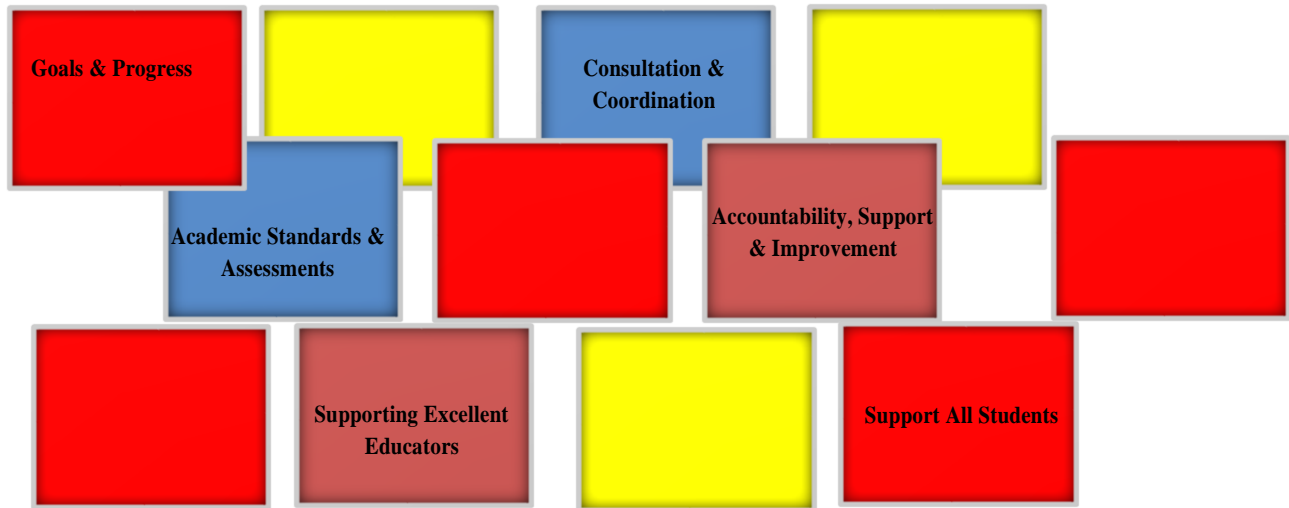 Goals & Progress
Consultation &
Coordination
Academic Standards &
Assessments
Accountability, Support
& Improvement
Supporting Excellent
Educators
Support All Students